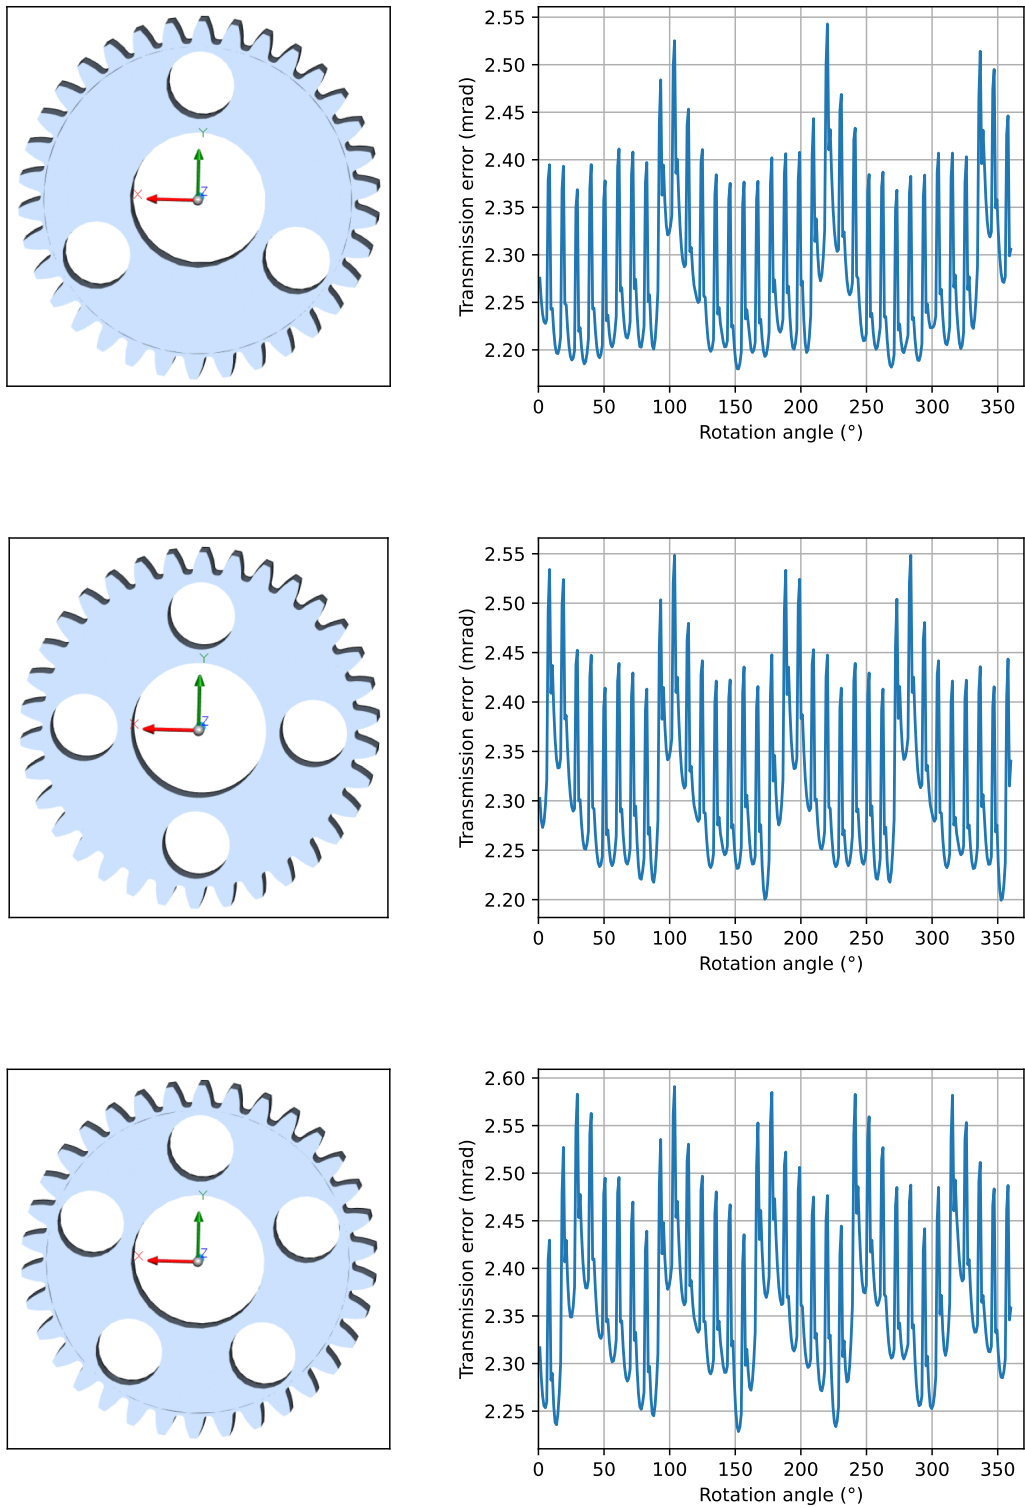 Y
X
Z
Transmission error (mrad)
2.55
2.50
2.45
2.40
2.35
2.30
2.25
2.20
0 50 100 150 200 250 300 350
Rotation angle (°)
Y
X
Z
Transmission error (mrad)
2.55
2.50
2.45
2.40
2.35
2.30
2.25
2.20
0 50 100 150 200 250 300 350
Rotation angle (°)
Y
X
Z
Transmission error (mrad)
2.60
2.55
2.50
2.45
2.40
2.35
2.30
2.25
0 50 100 150 200 250 300 350
Rotation angle (°)